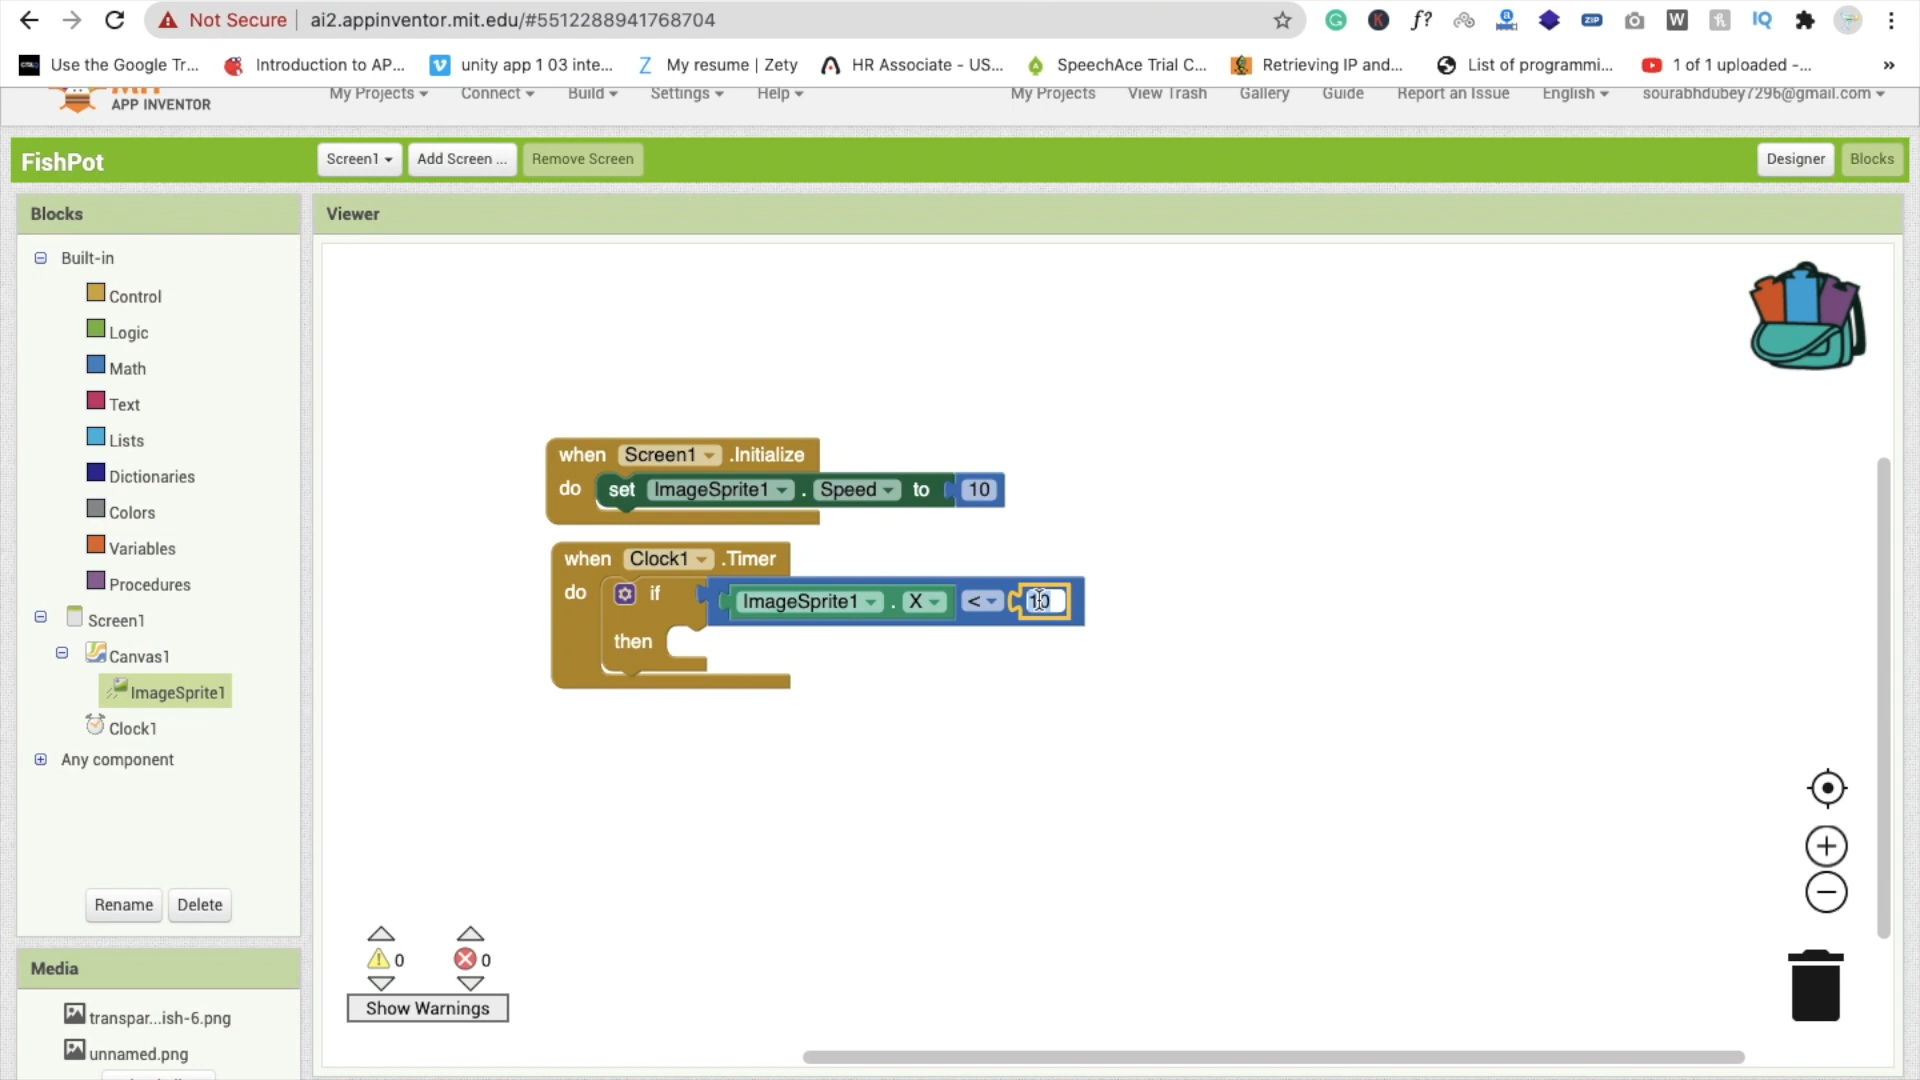 Not Secure
ai2.appinventor.mit.edu/#5512288941768704
Use the Google Tr...
Introduction to AP...
unity app 1 03 inte...
My resume | Zety
HR Associate - US...
SpeechAce Trial C...
Retrieving IP and...
List of programmi...
1 of 1 uploaded -...
»
MIT
APP INVENTOR
My Projects
Connect
Build
Settings
Help
My Projects
View Trash
Gallery
Guide
Report an Issue
English
sourabhdubey7296@gmail.com
FishPot
Screen1
Add Screen ...
Remove Screen
Designer
Blocks
Blocks
Viewer
Built-in
Control
Logic
Math
Text
Lists
Dictionaries
Colors
Variables
Procedures
Screen1
Canvas1
ImageSprite1
Clock1
Any component
Rename
Delete
Media
transpar...ish-6.png
unnamed.png
when Screen1 .Initialize
do set ImageSprite1 . Speed to 10
when Clock1 .Timer
do if ImageSprite1 . X < 10
then
0
0
Show Warnings